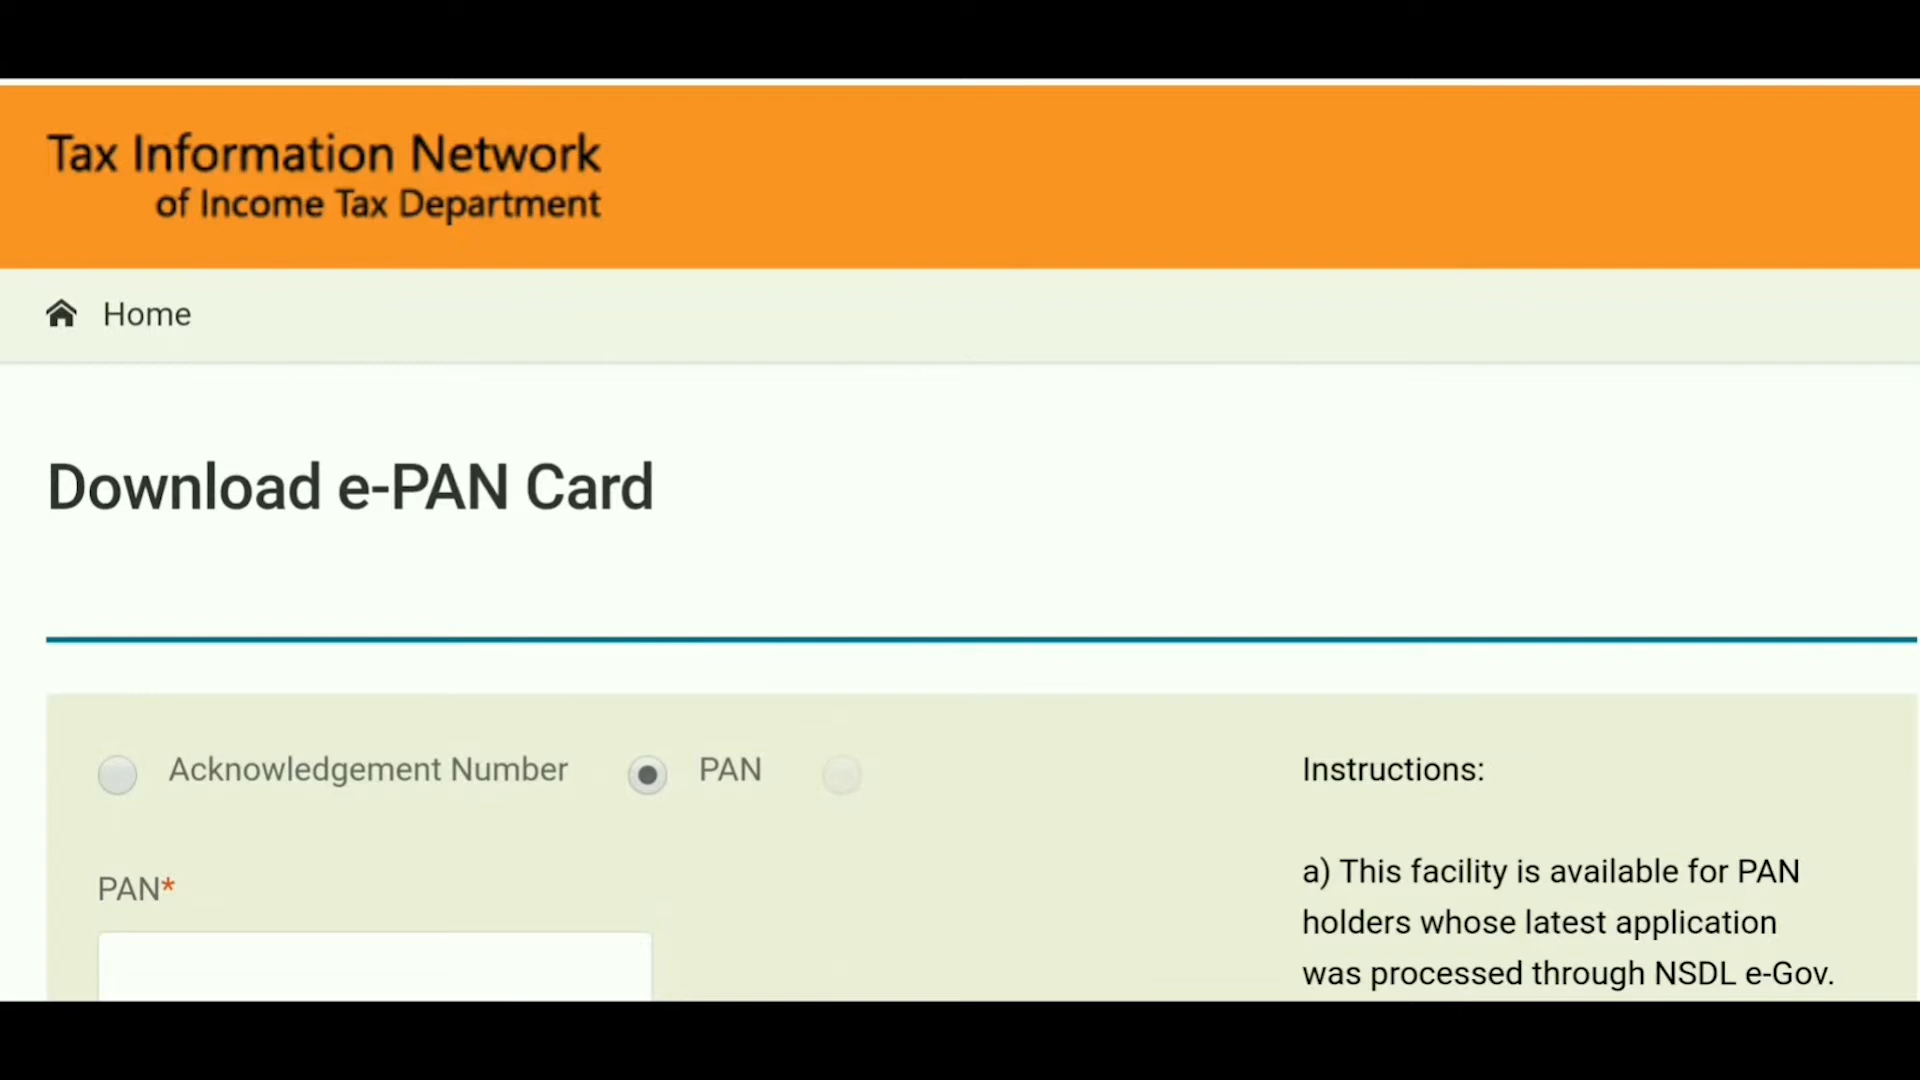 Tax Information Network
of Income Tax Department
Home
Download e-PAN Card
Acknowledgement Number PAN
PAN*
Instructions:
a) This facility is available for PAN
holders whose latest application
was processed through NSDL e-Gov.